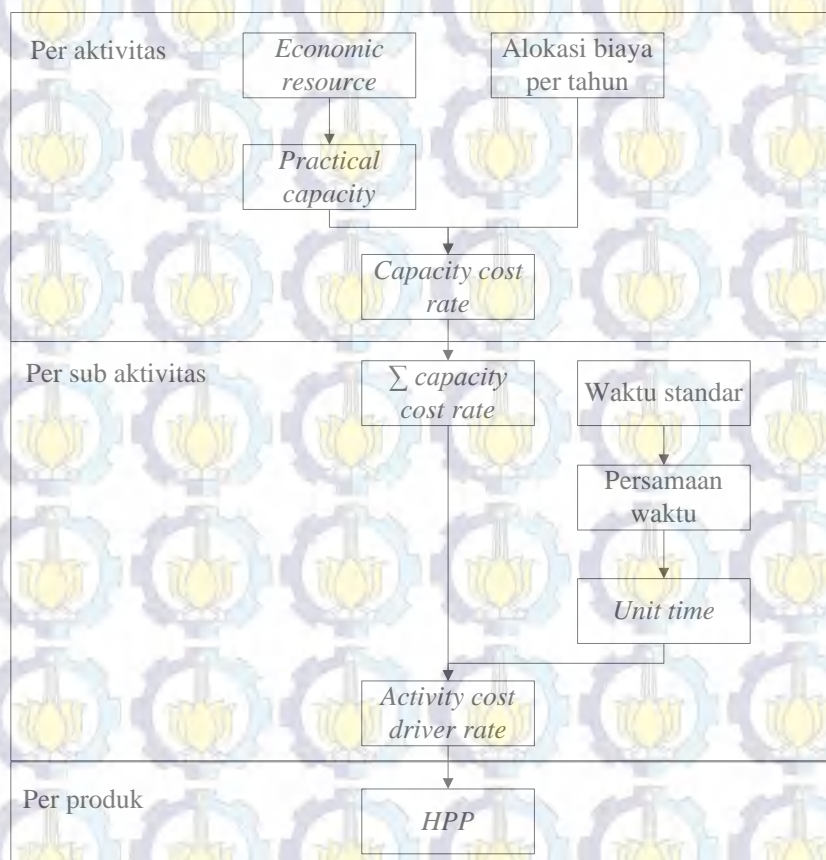 Per aktivitas
Economic
resource
Alokasi biaya
per tahun
Practical
capacity
Capacity cost
rate
Per sub aktivitas
∑ capacity
cost rate
Waktu standar
Persamaan
waktu
Unit time
Activity cost
driver rate
Per produk
HPP